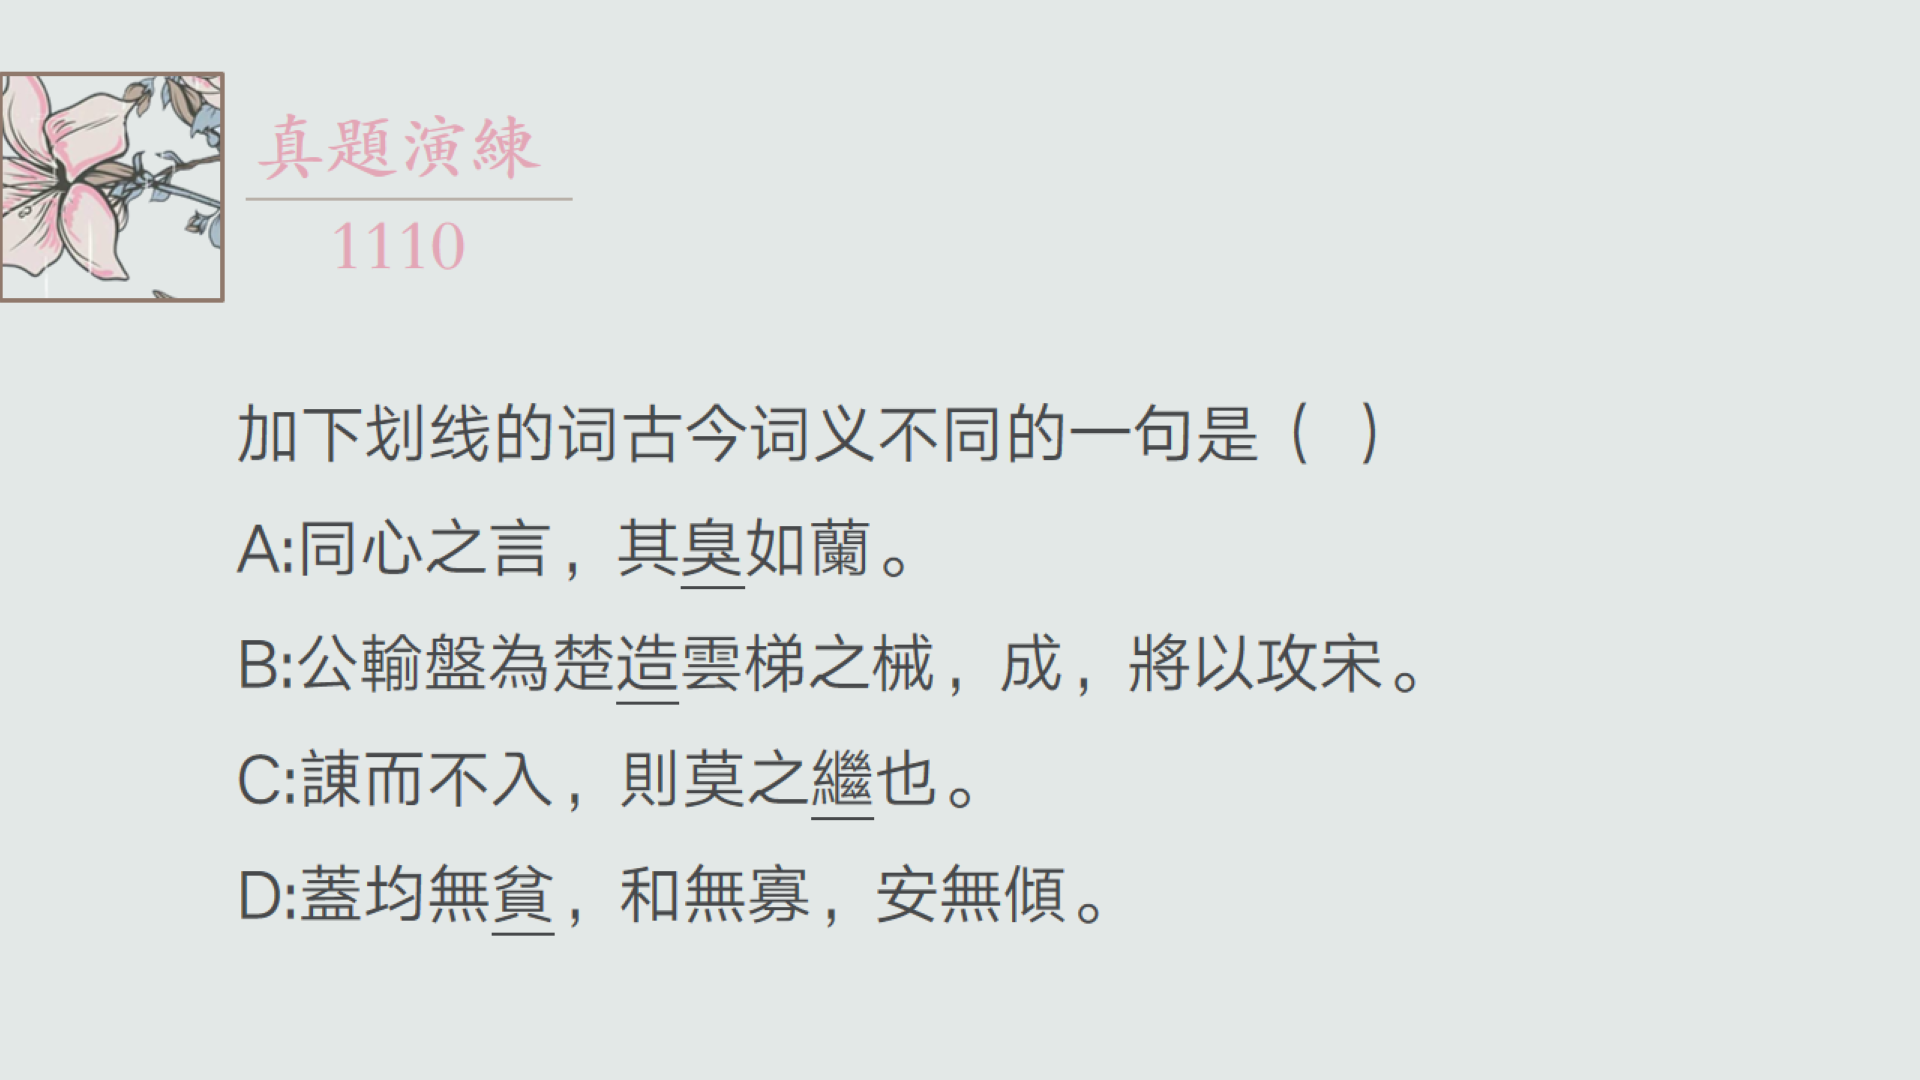 真題演練
1110
加下划线的词古今词义不同的一句是（ ）
A:同心之言，其臭如蘭。
B:公輸盤為楚造雲梯之械，成，將以攻宋。
C:諫而不入，則莫之繼也。
D:蓋均無貧，和無寡，安無傾。